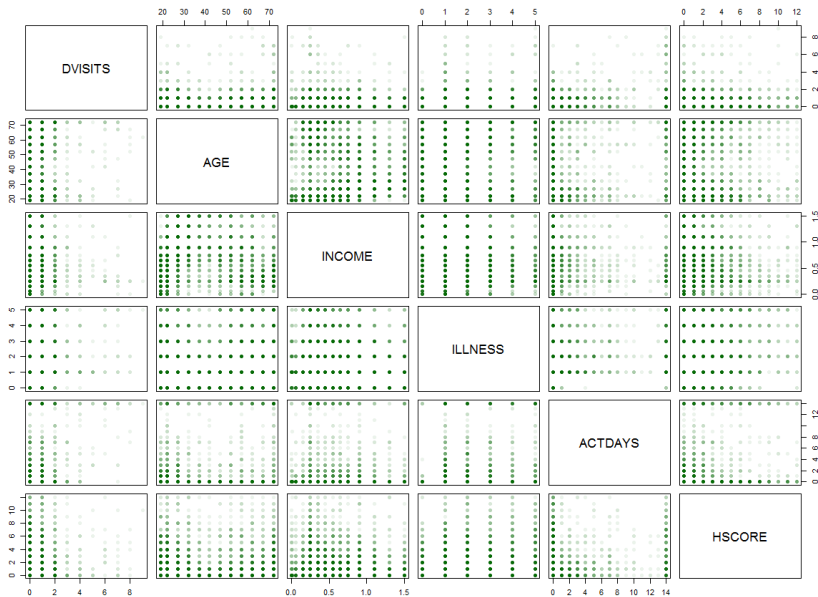 20 30 40 50 60 70
0 1 2 3 4 5
0 2 4 6 8 10 12
DVISITS
0 2 4 6 8
20 30 40 50 60 70
AGE
INCOME
0.0 0.5 1.0 1.5
0 1 2 3 4 5
ILLNESS
ACTDAYS
0 2 4 6 8 10 14
0 2 4 6 8 10
HSCORE
0 2 4 6 8
0.0 0.5 1.0 1.5
0 2 4 6 8 10 12 14